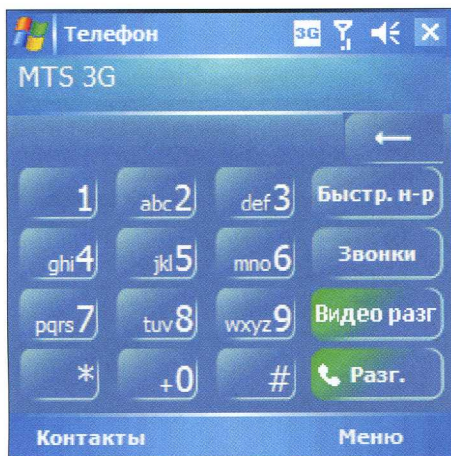 Телефон 3G
MTS 3G
1 abc2 def3 Быстр. н-р
ghi4 jkl5 mno6 Звонки
pqrs7 tuv8 wxyz9 Видео разг
* +0 # Разг.
Контакты Меню